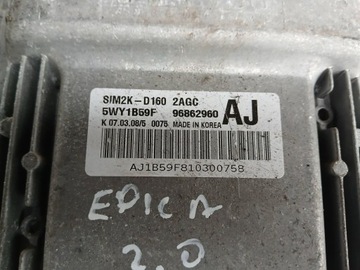 SIM2K-D160 2AGC
5WY1B59F 96862960 AJ
K 07.03.08/5 0075 MADE IN KOREA
AJ1B59F810300758
EPICA
2.0